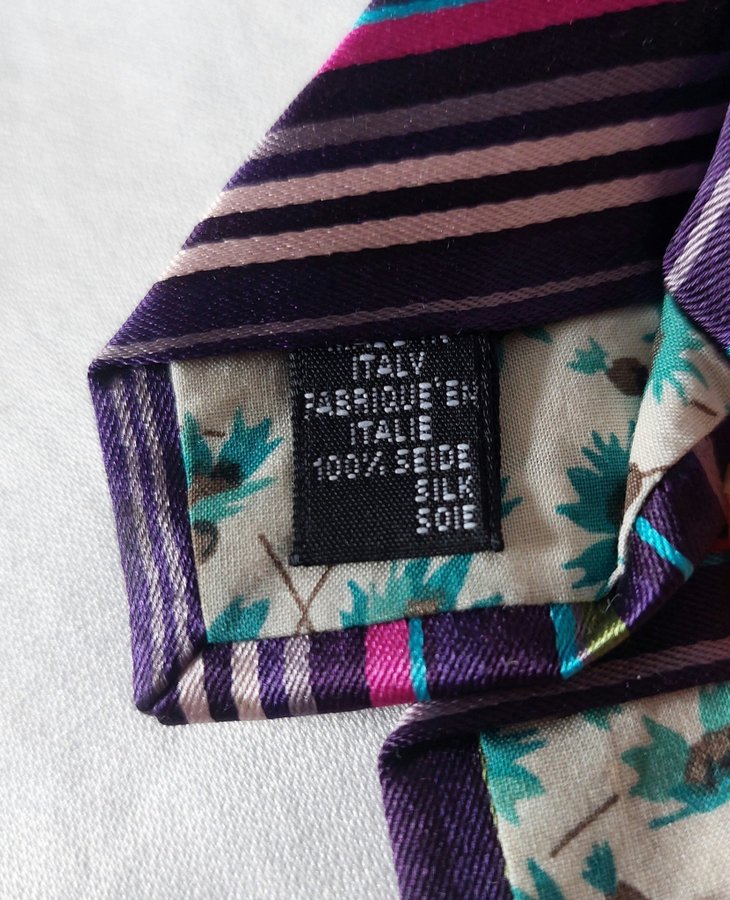 ITALY
FABRIQUE'EN
ITALIE
100% SEIDE
SILK
SOIE